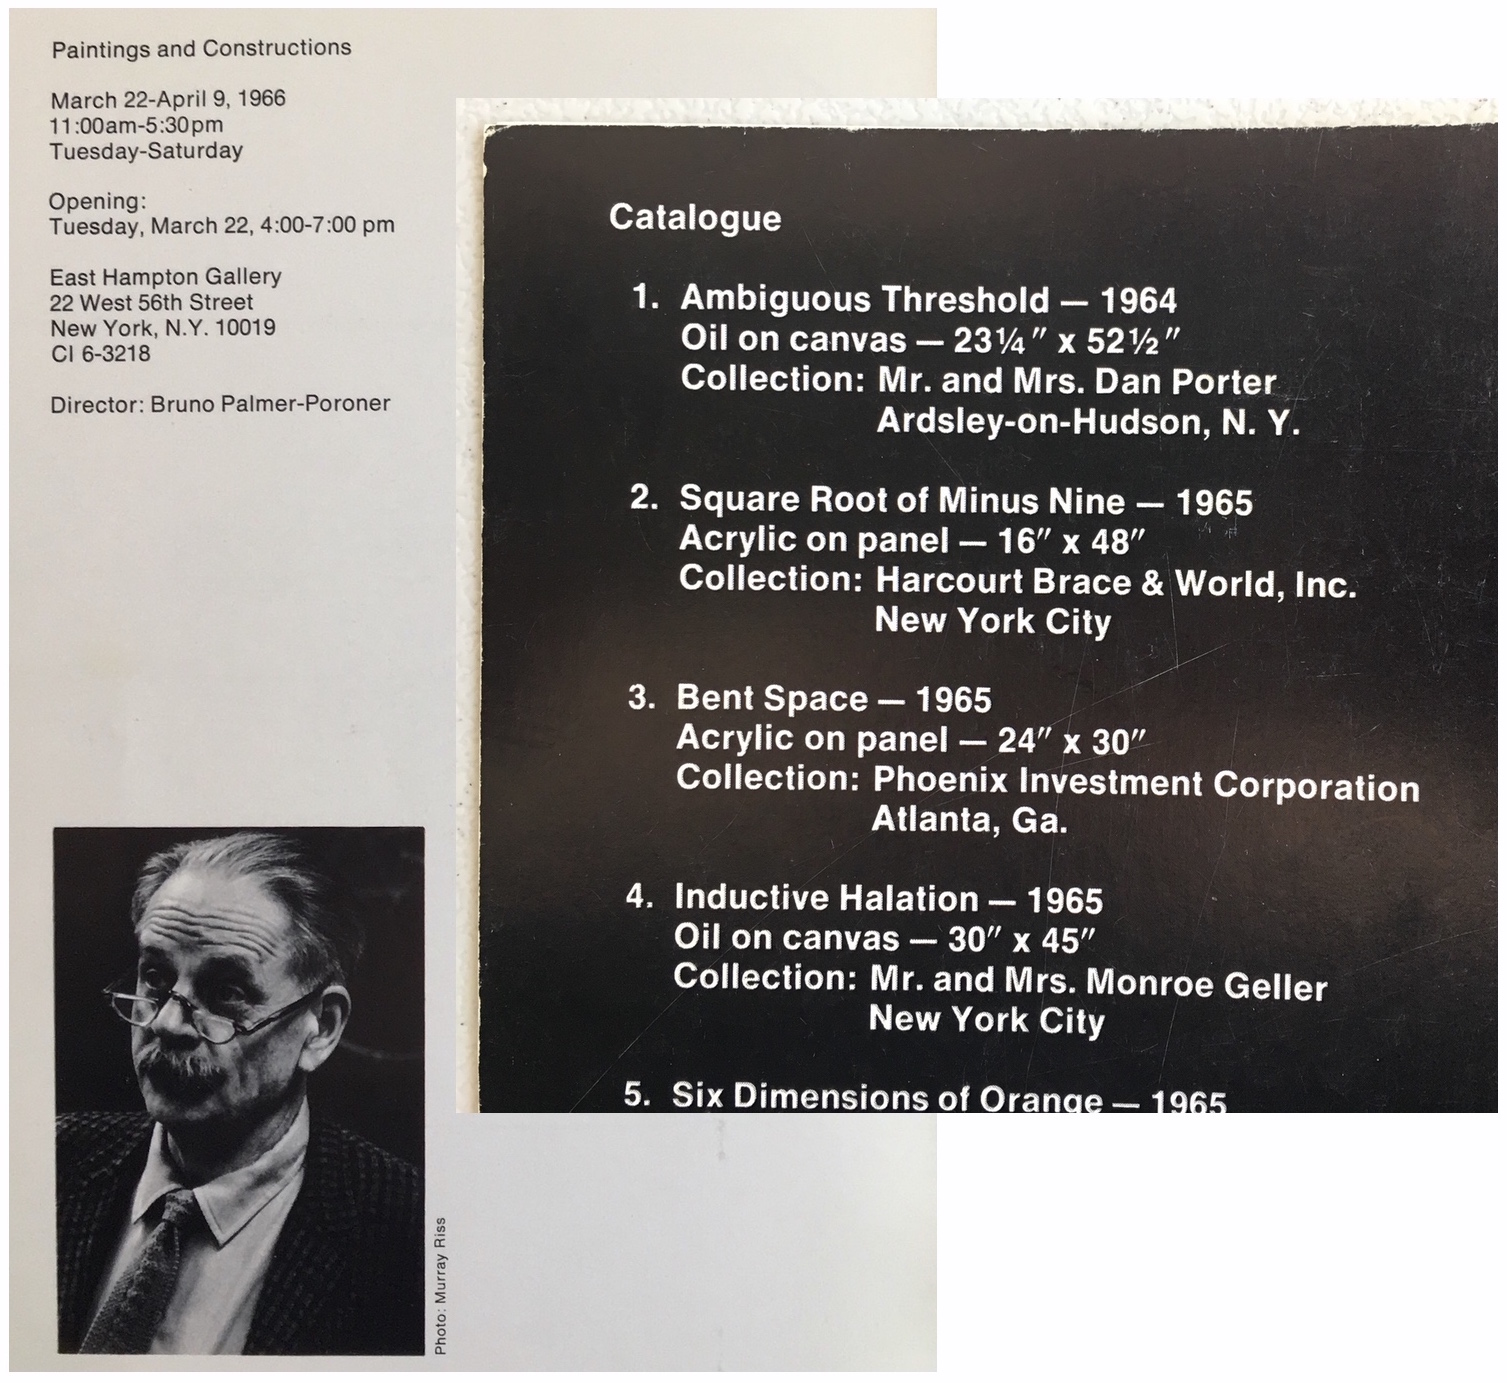 Paintings and Constructions
March 22-April 9, 1966
11:00am-5:30pm
Tuesday-Saturday
Opening:
Tuesday, March 22, 4:00-7:00 pm
East Hampton Gallery
22 West 56th Street
New York, N.Y. 10019
CI 6-3218
Director: Bruno Palmer-Poroner
Photo: Murray Riss
Catalogue
1. Ambiguous Threshold — 1964
Oil on canvas — 23¼″ x 52½″
Collection: Mr. and Mrs. Dan Porter
Ardsley-on-Hudson, N. Y.
2. Square Root of Minus Nine — 1965
Acrylic on panel — 16″ x 48″
Collection: Harcourt Brace & World, Inc.
New York City
3. Bent Space — 1965
Acrylic on panel — 24″ x 30″
Collection: Phoenix Investment Corporation
Atlanta, Ga.
4. Inductive Halation — 1965
Oil on canvas — 30″ x 45″
Collection: Mr. and Mrs. Monroe Geller
New York City
5. Six Dimensions of Orange — 1965